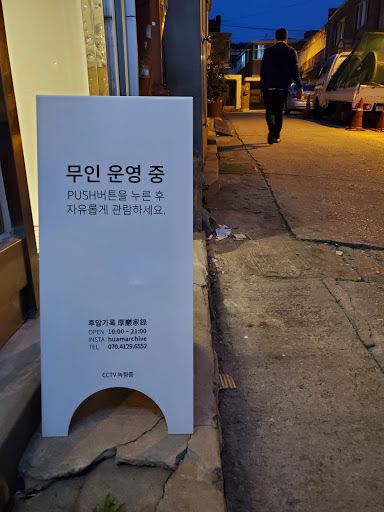 무인 운영 중
PUSH버튼을 누른 후
자유롭게 관람하세요.
후암가록 厚巖家錄
OPEN 10:00 - 21:00
INSTA huamarchive
TEL 070.4129.6552
CCTV 녹화중